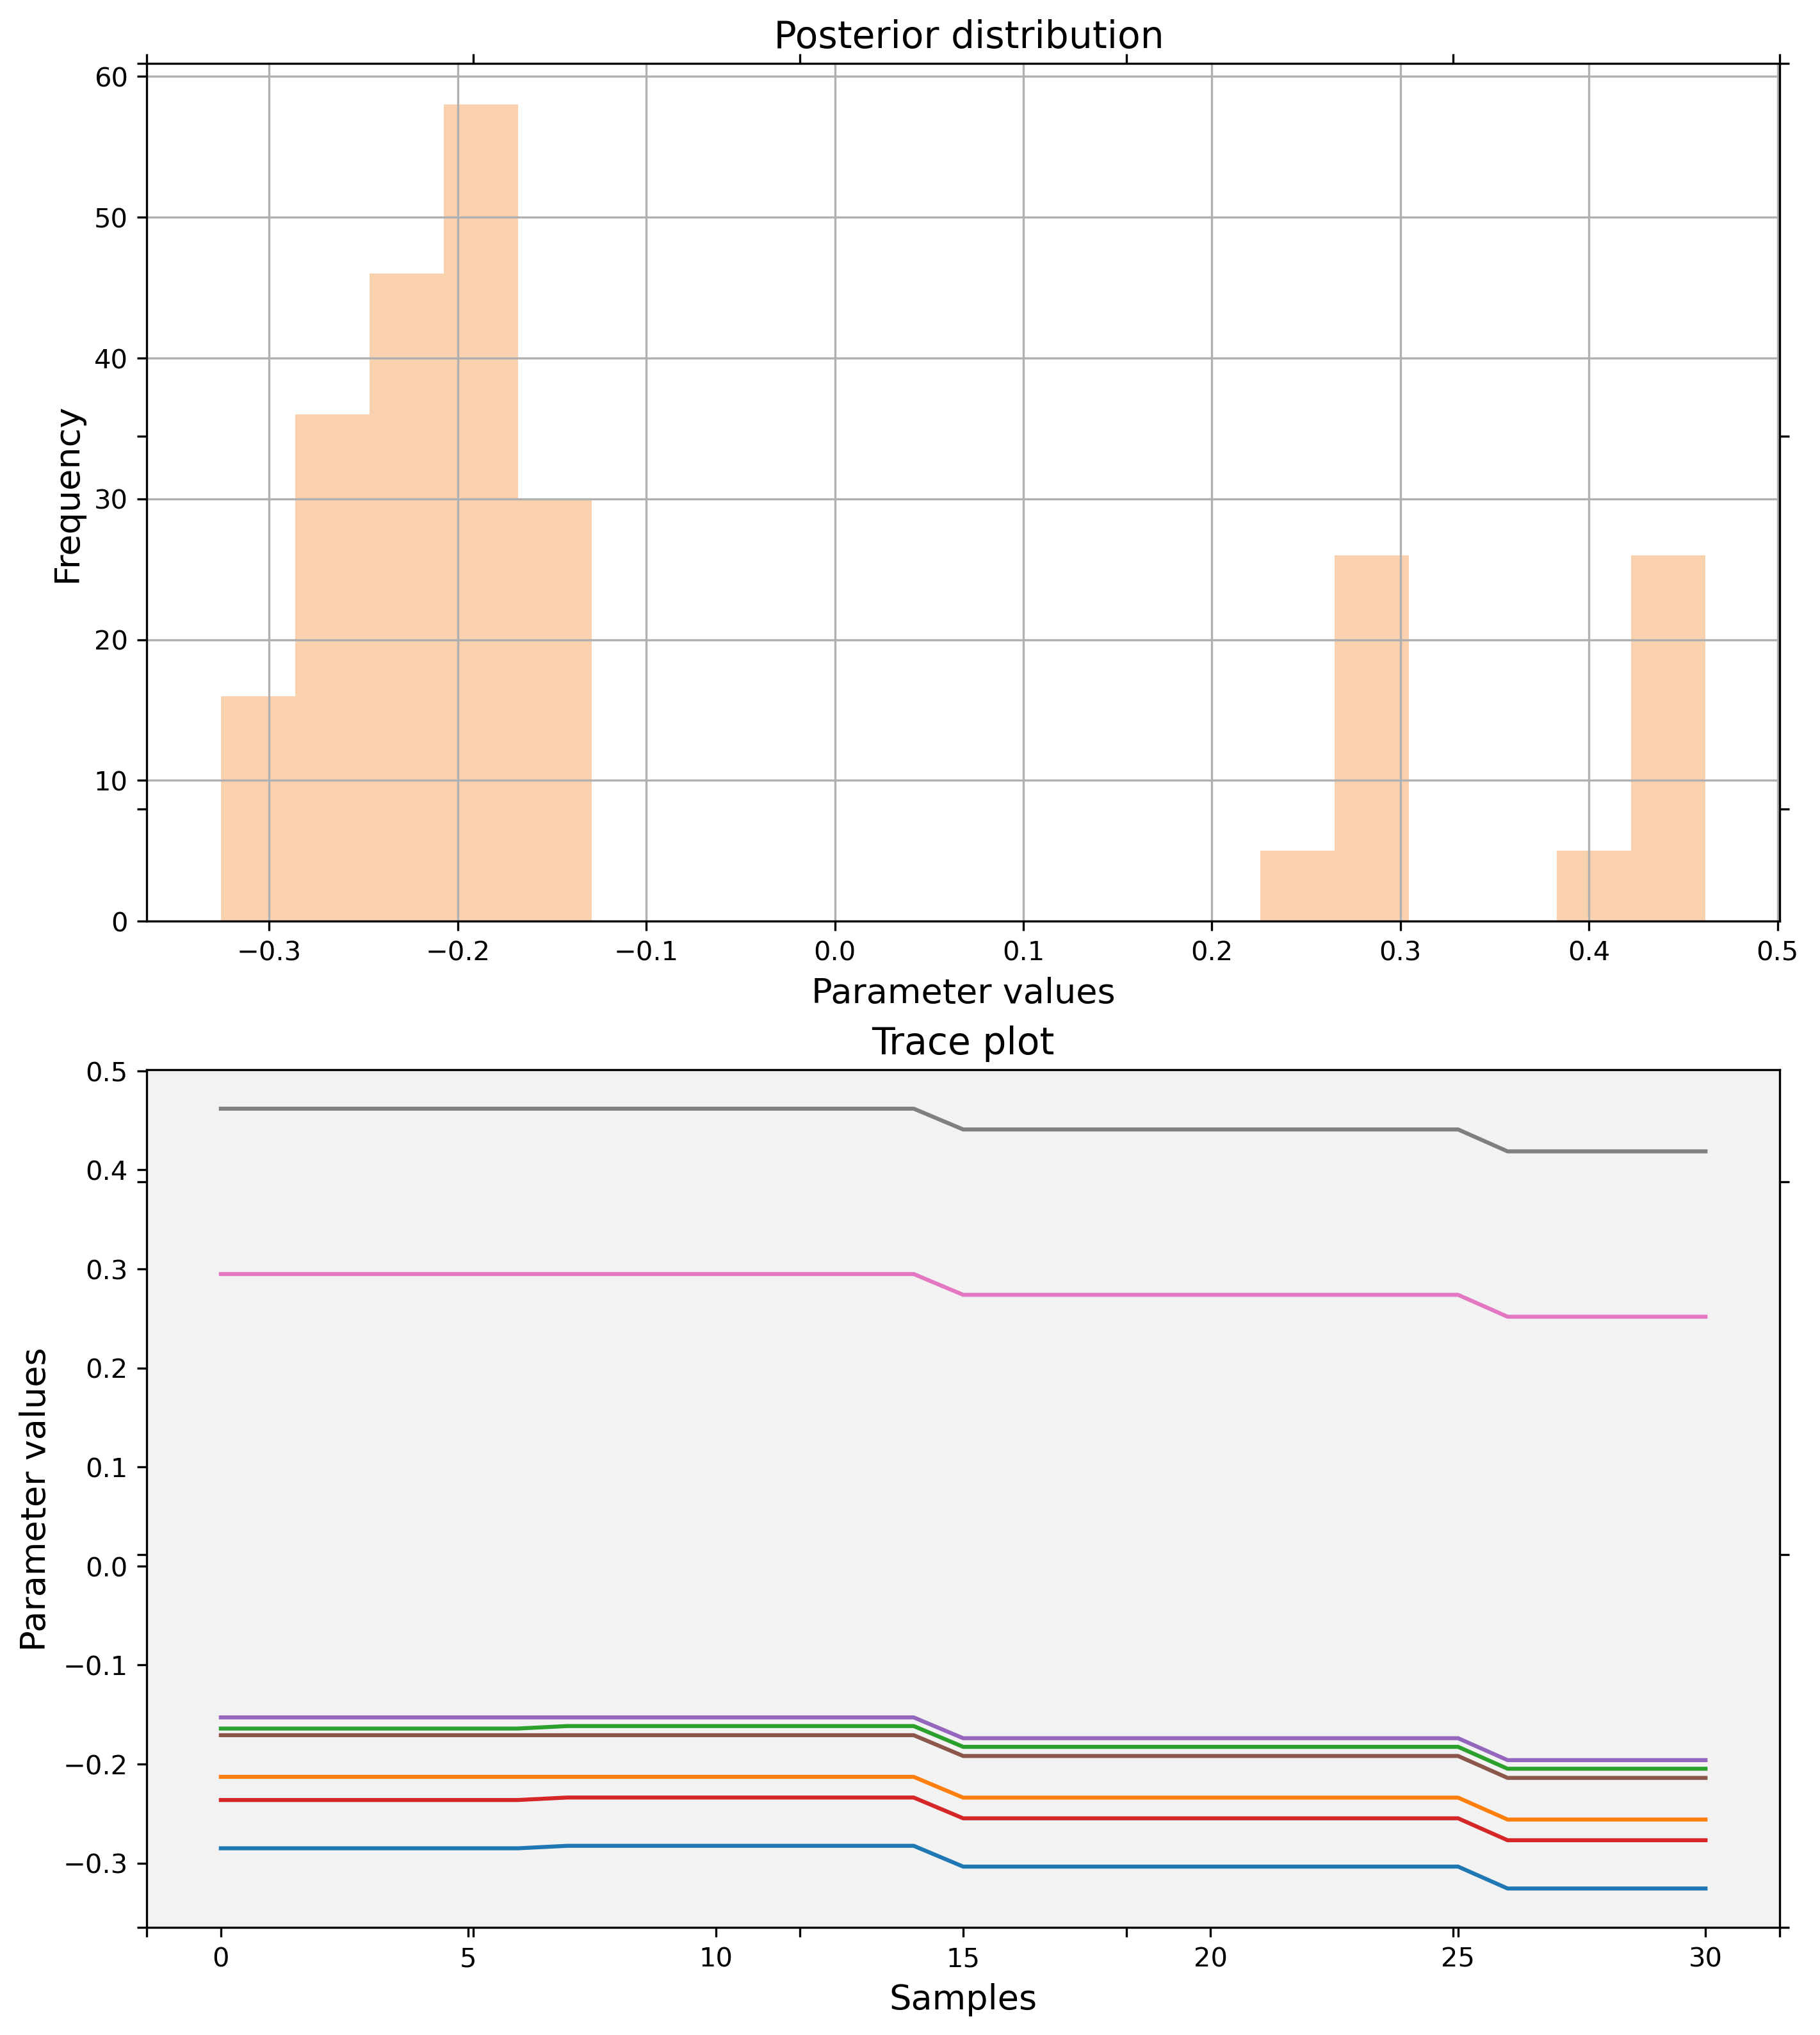 Posterior distribution
60
50
40
30
20
10
0
Frequency
−0.3 −0.2 −0.1 0.0 0.1 0.2 0.3 0.4 0.5
Parameter values
Trace plot
0.5
0.4
0.3
0.2
0.1
0.0
−0.1
−0.2
−0.3
Parameter values
0 5 10 15 20 25 30
Samples